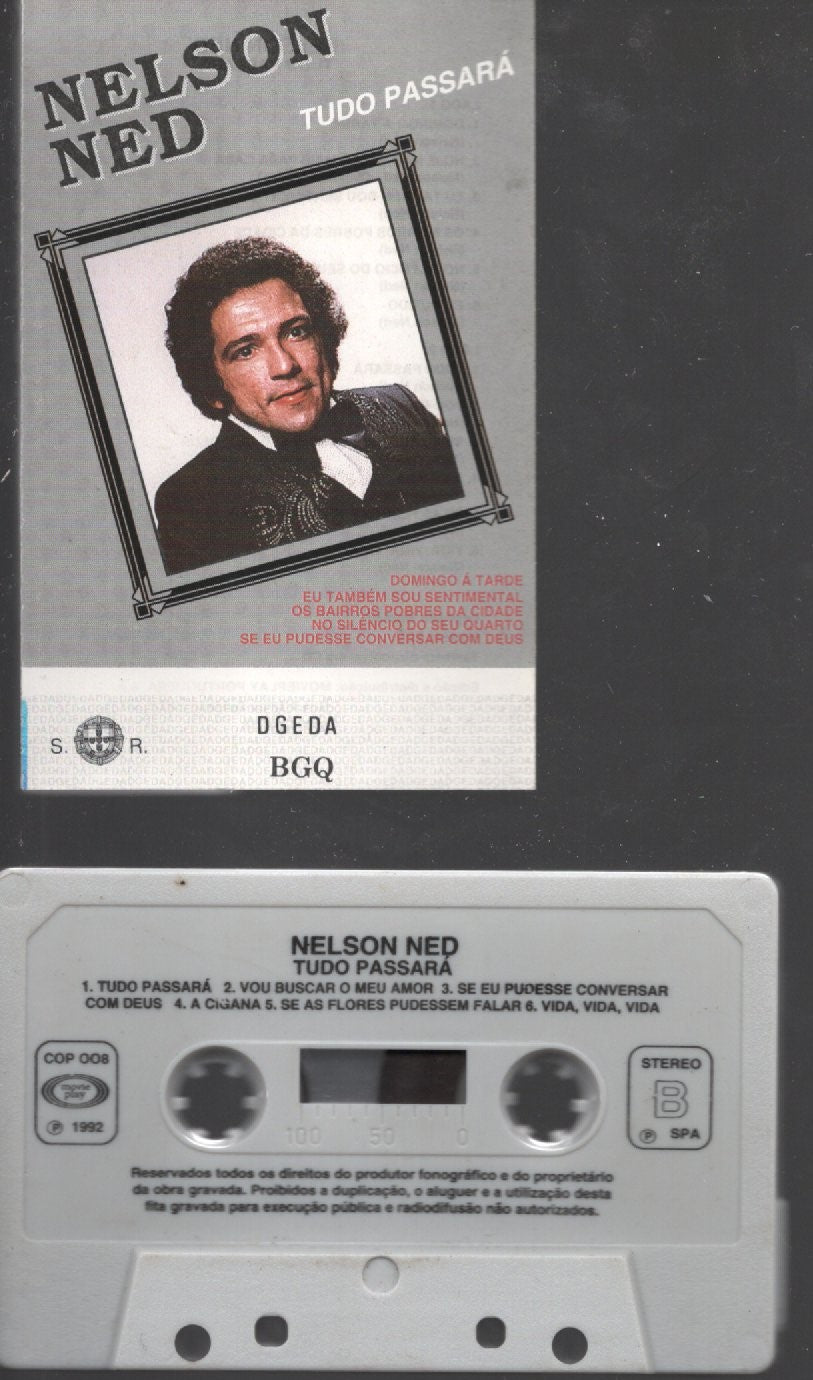 NELSON
NED
TUDO PASSARÁ
DOMINGO Á TARDE
EU TAMBÉM SOU SENTIMENTAL
OS BAIRROS POBRES DA CIDADE
NO SILÊNCIO DO SEU QUARTO
SE EU PUDESSE CONVERSAR COM DEUS
S. R.
DGEDA
BGQ
NELSON NED
TUDO PASSARÁ
1. TUDO PASSARÁ 2. VOU BUSCAR O MEU AMOR 3. SE EU PUDESSE CONVERSAR
COM DEUS 4. A CIGANA 5. SE AS FLORES PUDESSEM FALAR 6. VIDA, VIDA, VIDA
COP 008
movie
play
℗ 1992
STEREO
B
℗ SPA
100 50 0
Reservados todos os direitos do produtor fonográfico e do proprietário
da obra gravada. Proibidos a duplicação, o aluguer e a utilização desta
fita gravada para execução pública e radiodifusão não autorizados.